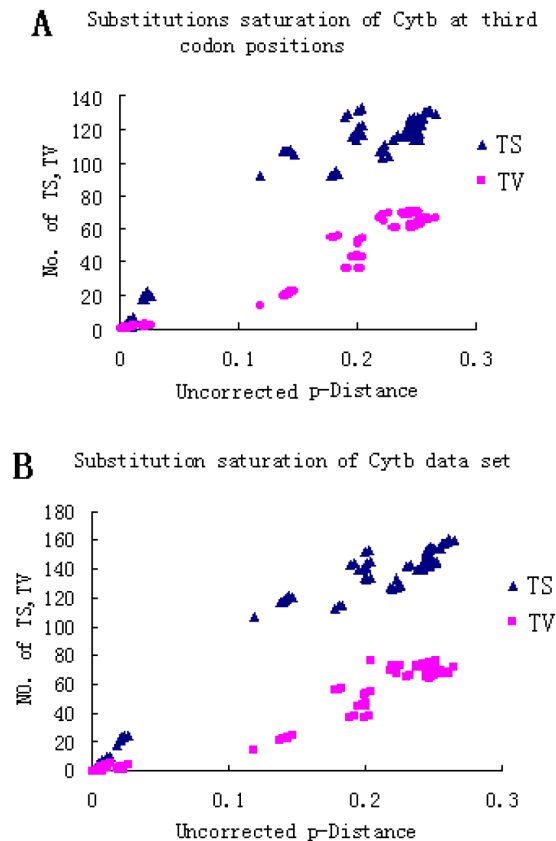 A Substitutions saturation of Cytb at third
codon positions
140
120
100
80
60
40
20
0
No. of TS,TV
0 0.1 0.2 0.3
Uncorrected p-Distance
TS
TV
B Substitution saturation of Cytb data set
180
160
140
120
100
80
60
40
20
0
NO. of TS,TV
0 0.1 0.2 0.3
Uncorrected p-Distance
TS
TV